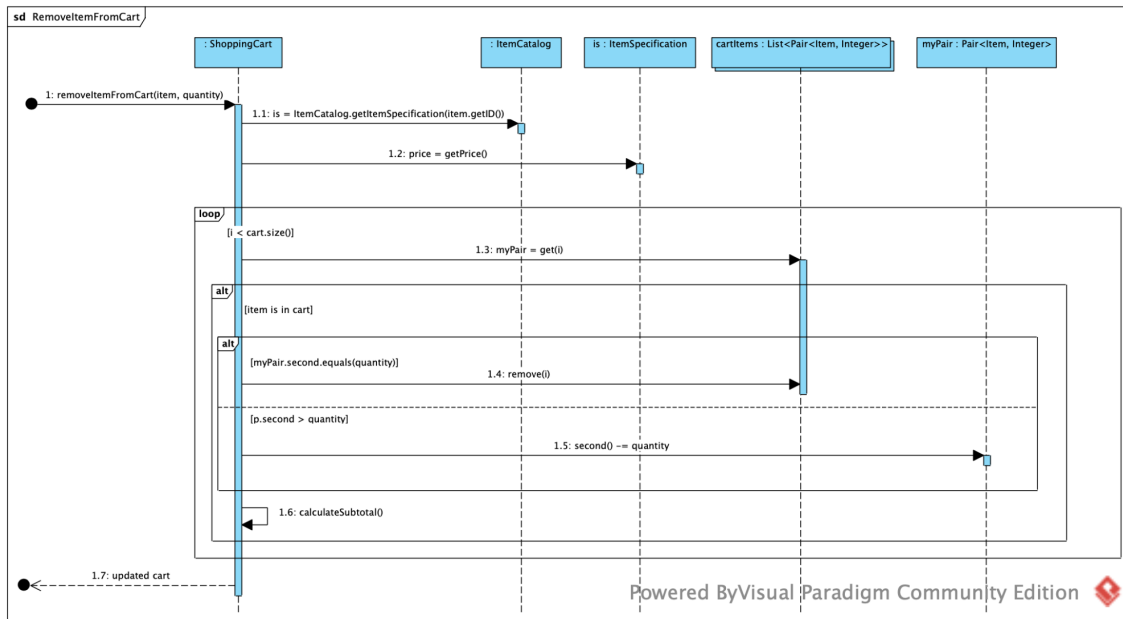 sd RemoveItemFromCart
: ShoppingCart
: ItemCatalog
is : ItemSpecification
cartItems : List<Pair<Item, Integer>>
myPair : Pair<Item, Integer>
1: removeItemFromCart(item, quantity)
1.1: is = ItemCatalog.getItemSpecification(item.getID())
1.2: price = getPrice()
loop
[i < cart.size()]
1.3: myPair = get(i)
alt
[item is in cart]
alt
[myPair.second.equals(quantity)]
1.4: remove(i)
[p.second > quantity]
1.5: second() -= quantity
1.6: calculateSubtotal()
1.7: updated cart
Powered ByVisual Paradigm Community Edition